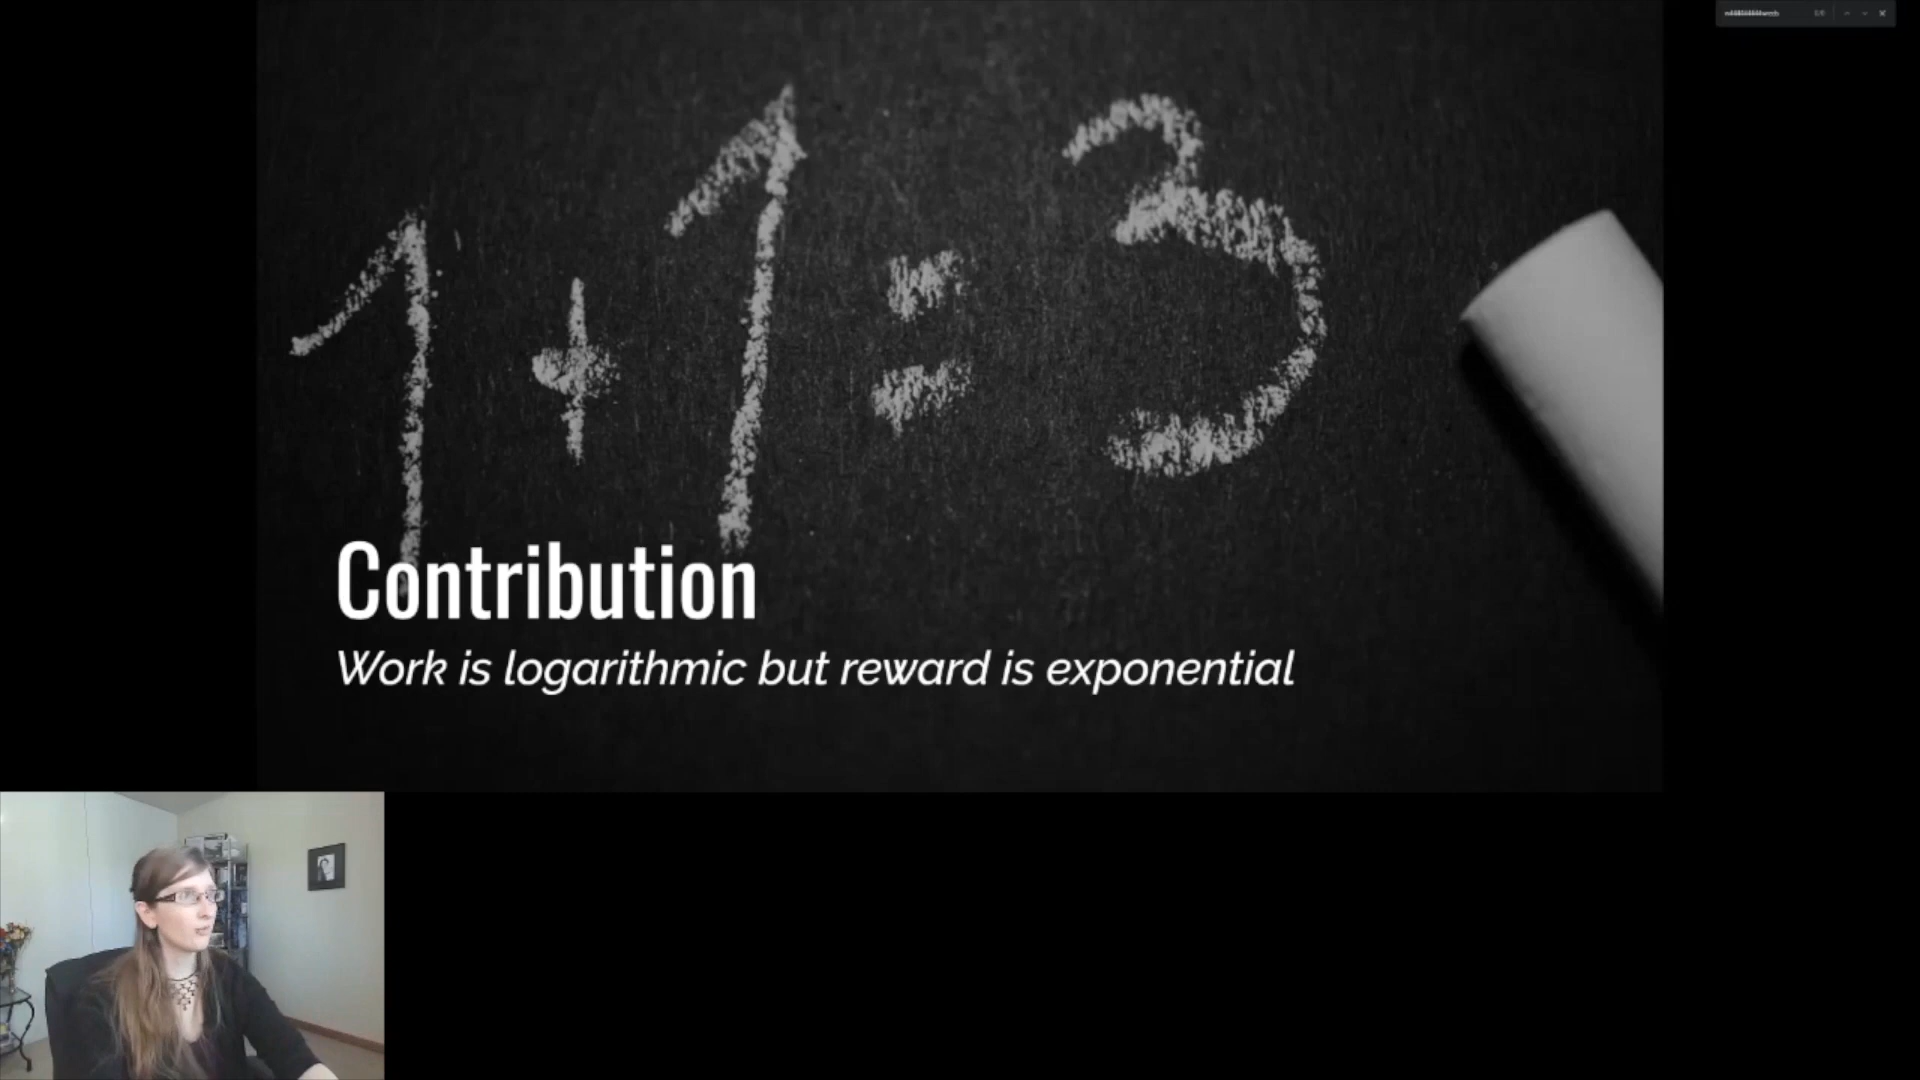 1+1=3
Contribution
Work is logarithmic but reward is exponential